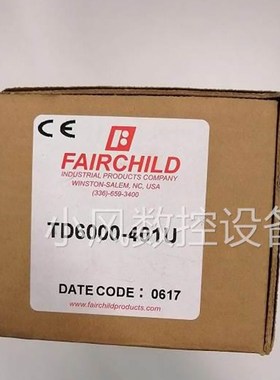 CE
FAIRCHILD
INDUSTRIAL PRODUCTS COMPANY
WINSTON-SALEM, NC, USA
(336)-659-3400
小风数控设备
TD6000-401U
DATE CODE : 0617
www.fairchildproducts.com